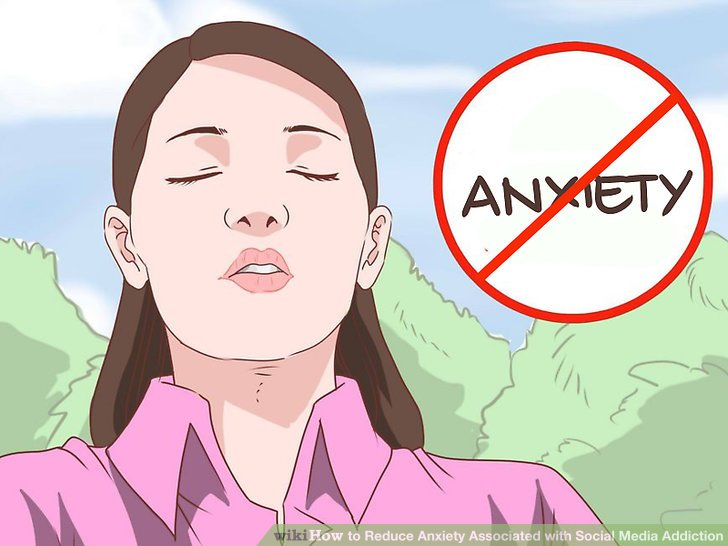 ANXIETY
wikiHow to Reduce Anxiety Associated with Social Media Addiction